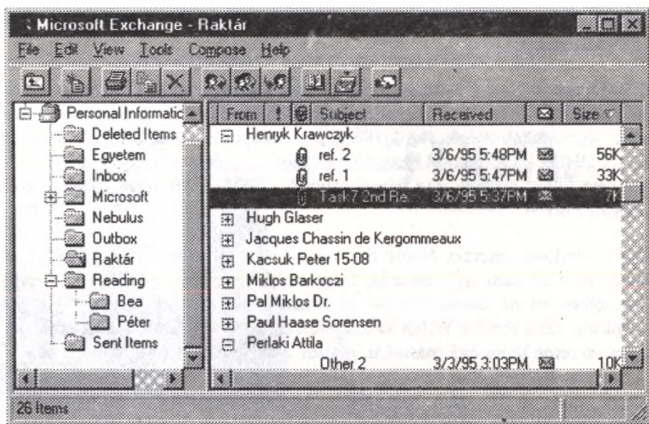 Microsoft Exchange - Raktár
File Edit View Tools Compose Help
Personal Informatic
Deleted Items
Egyetem
Inbox
Microsoft
Nebulus
Outbox
Raktár
Reading
Bea
Péter
Sent Items
From ! Subject Received Size
Henryk Krawczyk
ref. 2 3/6/95 5:48PM 56K
ref. 1 3/6/95 5:47PM 33K
Task7 2nd Re... 3/6/95 5:37PM 7K
Hugh Glaser
Jacques Chassin de Kergommeaux
Kacsuk Peter 15-08
Miklos Barkoczi
Pal Miklos Dr.
Paul Haase Sorensen
Perlaki Attila
Other 2 3/3/95 3:03PM 10K
26 Items